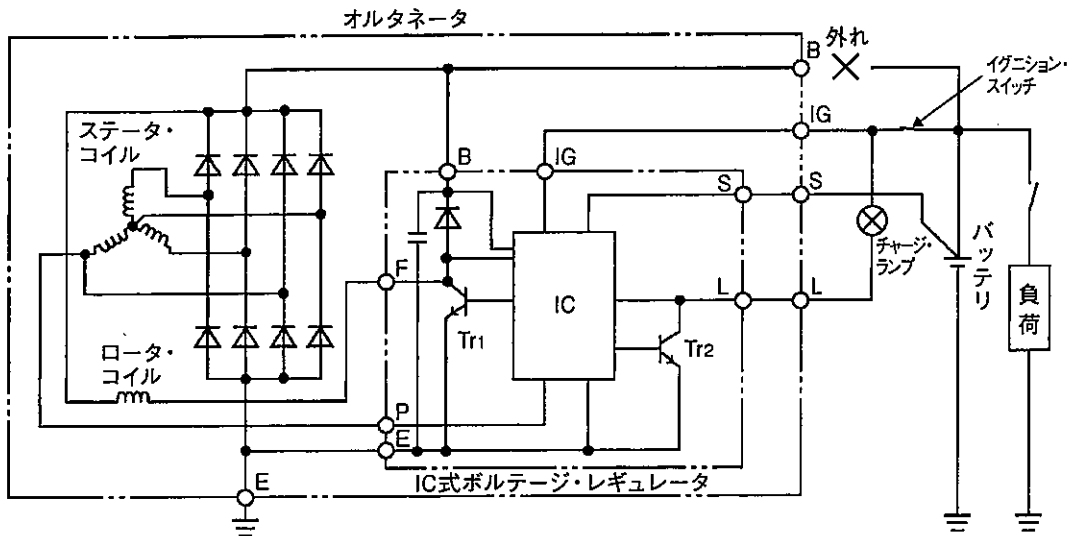 オルタネータ
B
外れ
イグニション・
スイッチ
IG
ステータ・
コイル
B
IG
S
S
チャージ・
ランプ
バッテリ
F
IC
L
L
負荷
Tr1
Tr2
ロータ・
コイル
P
E
IC式ボルテージ・レギュレータ
E